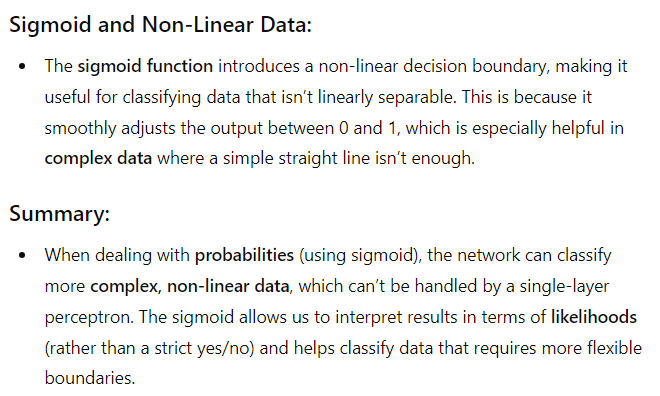 Sigmoid and Non-Linear Data:
• The sigmoid function introduces a non-linear decision boundary, making it
useful for classifying data that isn’t linearly separable. This is because it
smoothly adjusts the output between 0 and 1, which is especially helpful in
complex data where a simple straight line isn’t enough.
Summary:
• When dealing with probabilities (using sigmoid), the network can classify
more complex, non-linear data, which can’t be handled by a single-layer
perceptron. The sigmoid allows us to interpret results in terms of likelihoods
(rather than a strict yes/no) and helps classify data that requires more flexible
boundaries.